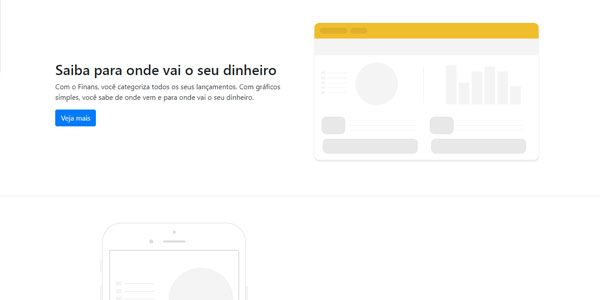 Saiba para onde vai o seu dinheiro
Com o Finans, você categoriza todos os seus lançamentos. Com gráficos
simples, você sabe de onde vem e para onde vai o seu dinheiro.
Veja mais